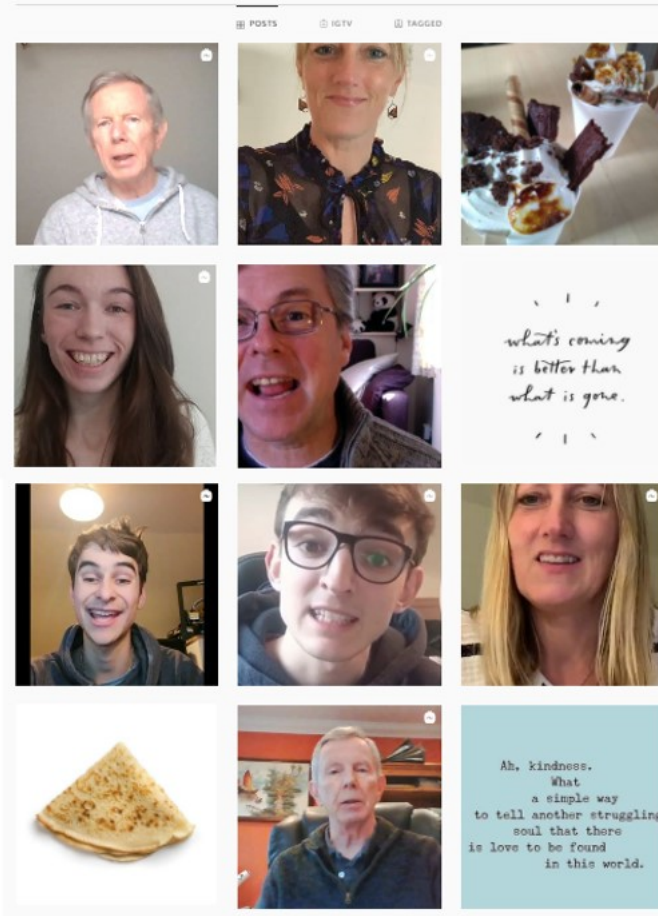 POSTS
IGTV
TAGGED
what's coming
is better than
what is gone.
Ah, kindness.
What
a simple way
to tell another struggling
soul that there
is love to be found
in this world.